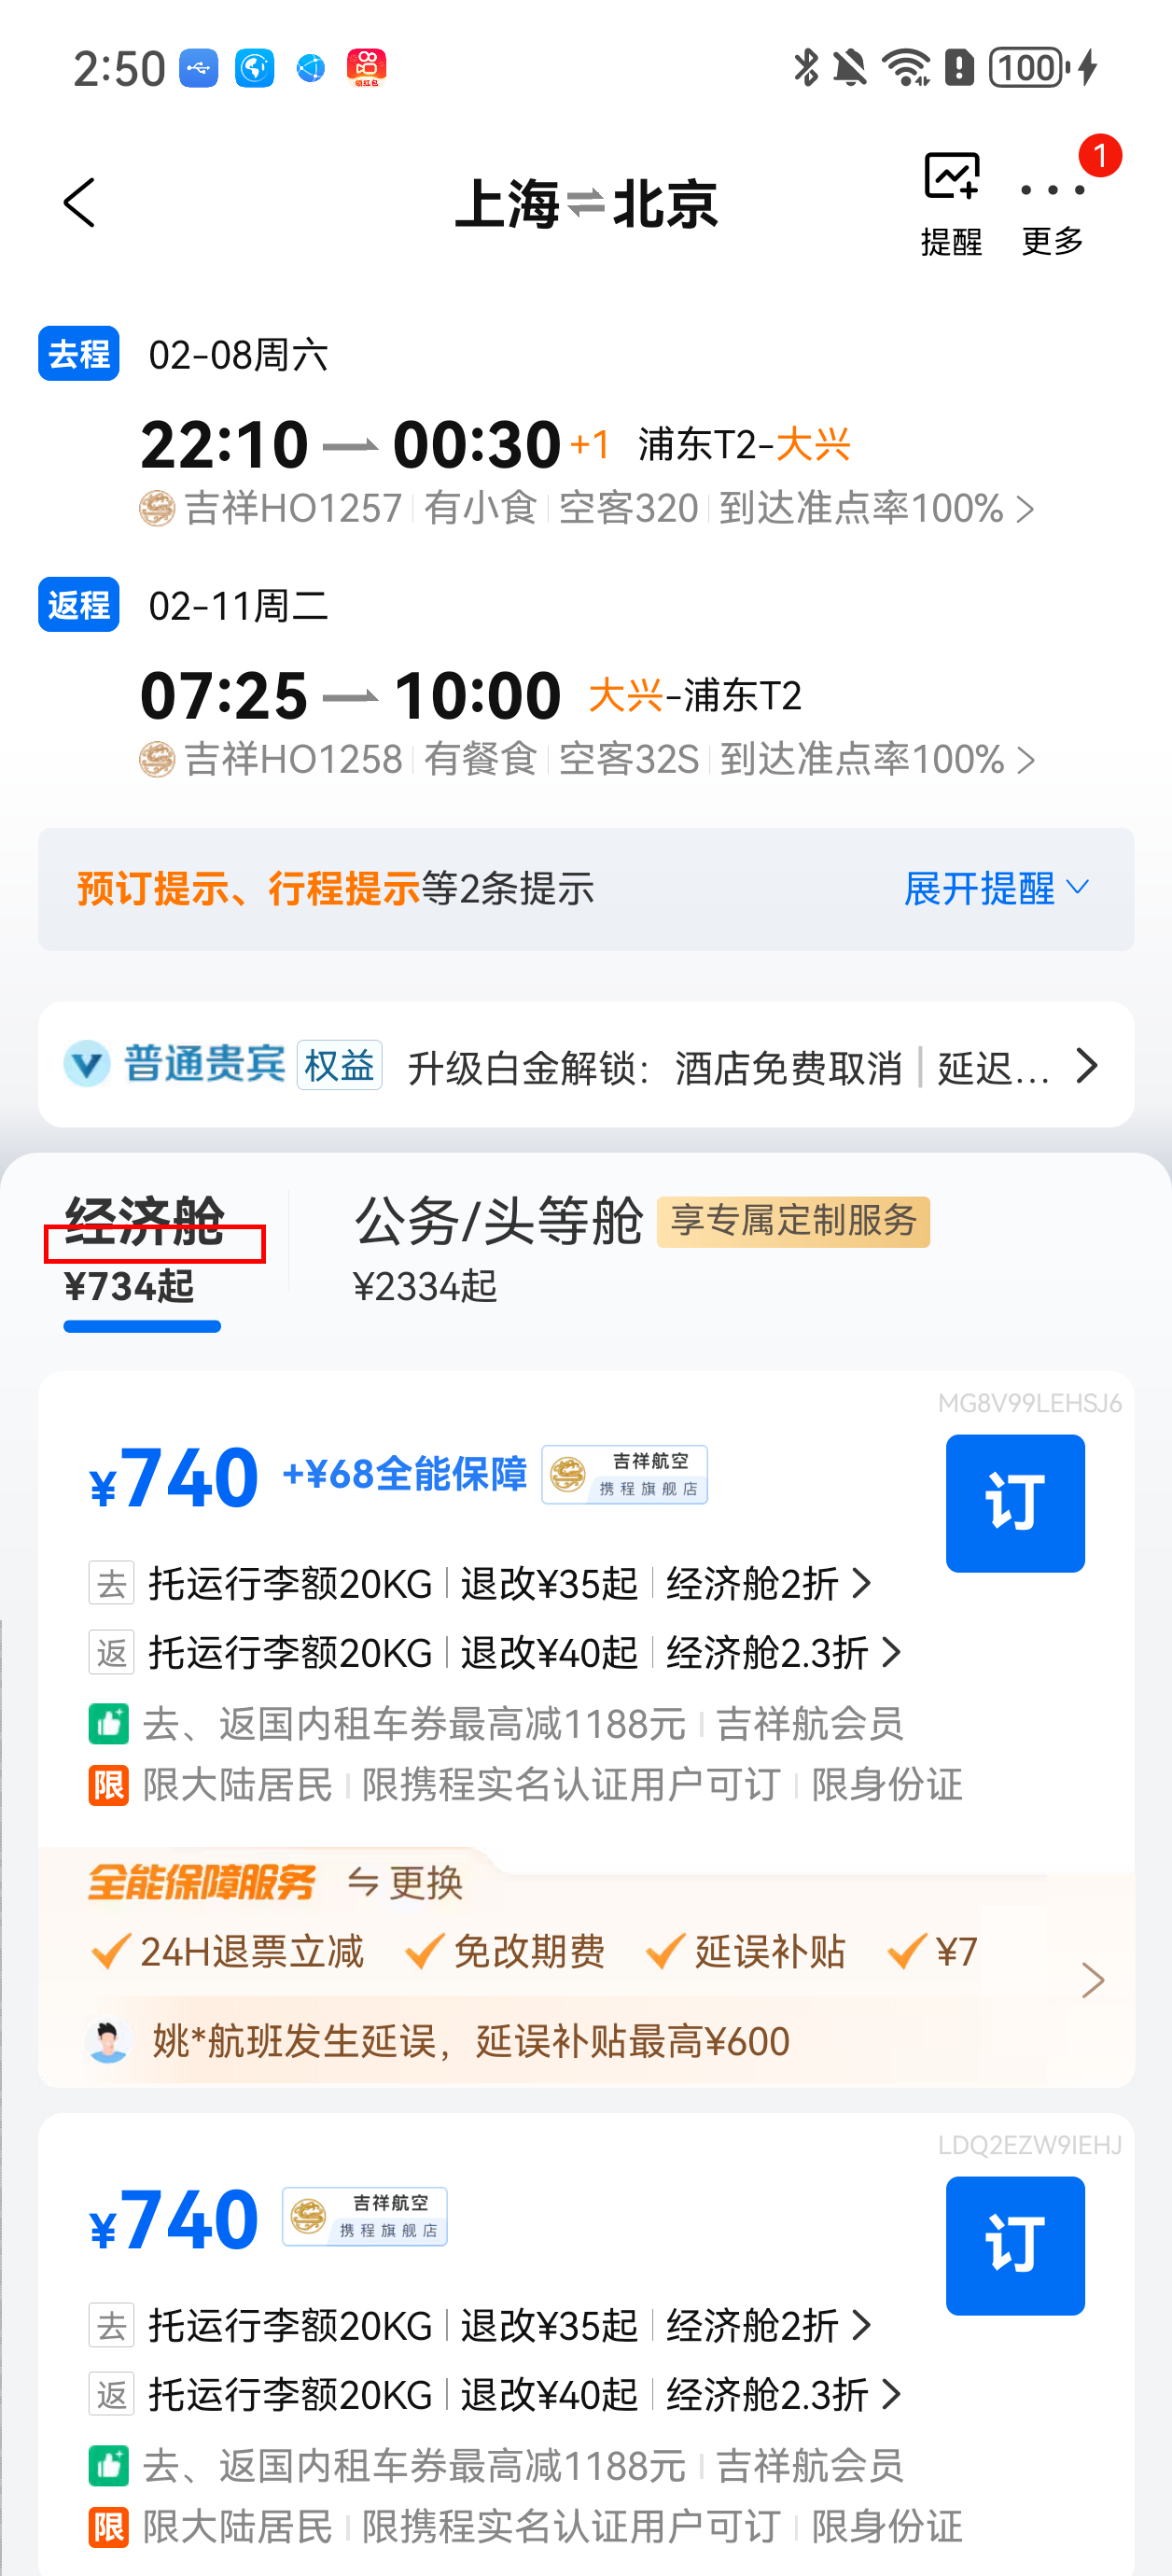 2:50
领红包
100
1
上海⇌北京
提醒 更多
去程 02-08周六
22:10 00:30 +1 浦东T2-大兴
吉祥HO1257 有小食 空客320 到达准点率100%
返程 02-11周二
07:25 10:00 大兴-浦东T2
吉祥HO1258 有餐食 空客32S 到达准点率100%
预订提示、行程提示等2条提示 展开提醒
普通贵宾 权益 升级白金解锁：酒店免费取消 | 延迟...
经济舱 公务/头等舱 享专属定制服务
¥734起 ¥2334起
MG8V99LEHSJ6
¥740 +¥68全能保障 吉祥航空 携程旗舰店 订
去 托运行李额20KG 退改¥35起 经济舱2折
返 托运行李额20KG 退改¥40起 经济舱2.3折
去、返国内租车券最高减1188元 吉祥航会员
限 限大陆居民 限携程实名认证用户可订 限身份证
全能保障服务 更换
24H退票立减 免改期费 延误补贴 ¥7
姚*航班发生延误，延误补贴最高¥600
LDQ2EZW9IEHJ
¥740 吉祥航空 携程旗舰店 订
去 托运行李额20KG 退改¥35起 经济舱2折
返 托运行李额20KG 退改¥40起 经济舱2.3折
去、返国内租车券最高减1188元 吉祥航会员
限 限大陆居民 限携程实名认证用户可订 限身份证